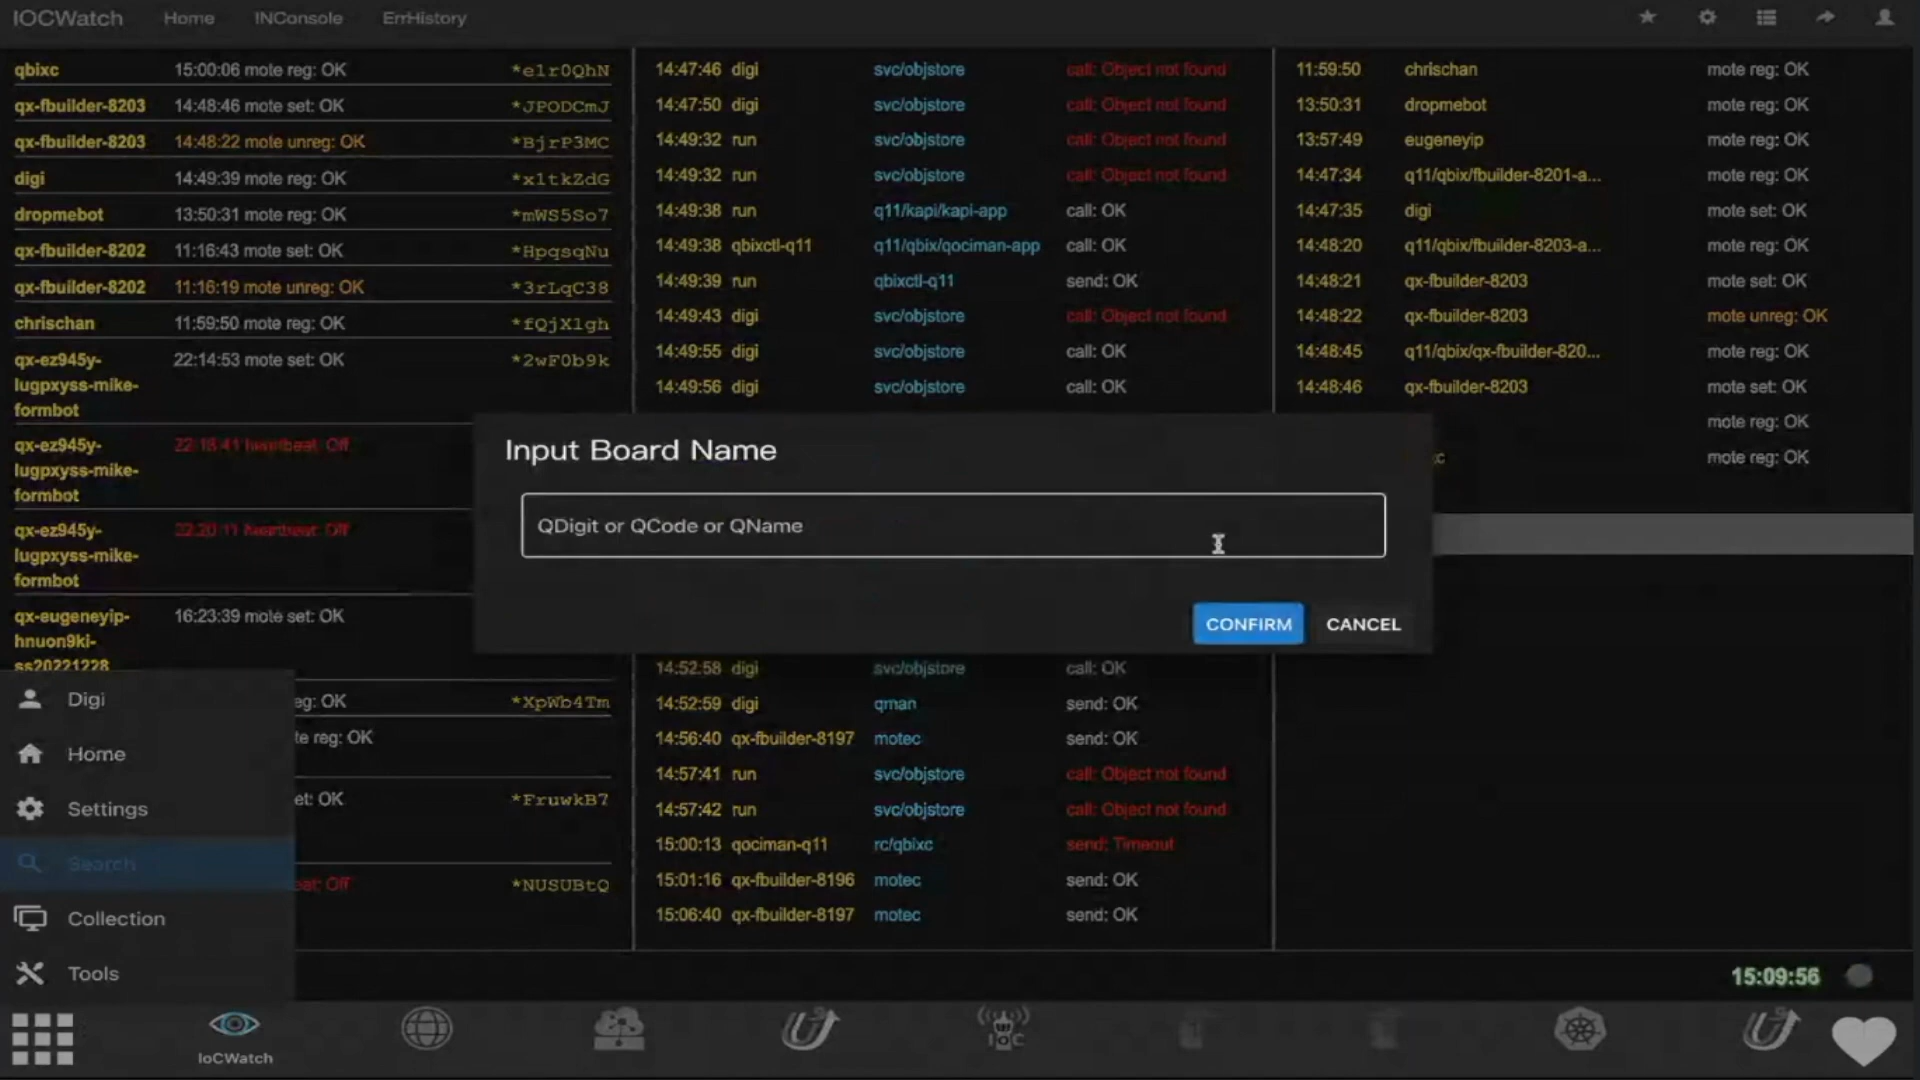 IOCWatch Home INConsole ErrHistory
qbixc 15:00:06 mote reg: OK *elr0QhN
qx-fbuilder-8203 14:48:46 mote set: OK *JPODCmJ
qx-fbuilder-8203 14:48:22 mote unreg: OK *BjrP3MC
digi 14:49:39 mote reg: OK *xltkZdG
dropmebot 13:50:31 mote reg: OK *mWS5So7
qx-fbuilder-8202 11:16:43 mote set: OK *HpqsqNu
qx-fbuilder-8202 11:16:19 mote unreg: OK *3rLqC38
chrischan 11:59:50 mote reg: OK *fQjXlgh
qx-ez945y- 22:14:53 mote set: OK *2wF0b9k
lugpxyss-mike-
formbot
qx-ez945y- heartbeat: Off
lugpxyss-mike-
formbot
qx-ez945y- 22:20:11 heartbeat: Off
lugpxyss-mike-
formbot
qx-eugeneyip- 16:23:39 mote set: OK
hnuon9ki-
ss20221228
eg: OK *XpWb4Tm
te reg: OK
et: OK *FruwkB7
eat: Off *NUSUBtQ
14:47:46 digi svc/objstore call: Object not found
14:47:50 digi svc/objstore call: Object not found
14:49:32 run svc/objstore call: Object not found
14:49:32 run svc/objstore call: Object not found
14:49:38 run q11/kapi/kapi-app call: OK
14:49:38 qbixctl-q11 q11/qbix/qociman-app call: OK
14:49:39 run qbixctl-q11 send: OK
14:49:43 digi svc/objstore call: Object not found
14:49:55 digi svc/objstore call: OK
14:49:56 digi svc/objstore call: OK
14:52:58 digi svc/objstore call: OK
14:52:59 digi qman send: OK
14:56:40 qx-fbuilder-8197 motec send: OK
14:57:41 run svc/objstore call: Object not found
14:57:42 run svc/objstore call: Object not found
15:00:13 qociman-q11 rc/qbixc send: Timeout
15:01:16 qx-fbuilder-8196 motec send: OK
15:06:40 qx-fbuilder-8197 motec send: OK
11:59:50 chrischan mote reg: OK
13:50:31 dropmebot mote reg: OK
13:57:49 eugeneyip mote reg: OK
14:47:34 q11/qbix/fbuilder-8201-a... mote reg: OK
14:47:35 digi mote set: OK
14:48:20 q11/qbix/fbuilder-8203-a... mote reg: OK
14:48:21 qx-fbuilder-8203 mote set: OK
14:48:22 qx-fbuilder-8203 mote unreg: OK
14:48:45 q11/qbix/qx-fbuilder-820... mote reg: OK
14:48:46 qx-fbuilder-8203 mote set: OK
mote reg: OK
c mote reg: OK
Input Board Name
QDigit or QCode or QName
CONFIRM CANCEL
Digi
Home
Settings
Search
Collection
Tools
15:09:56
IoCWatch
IoC